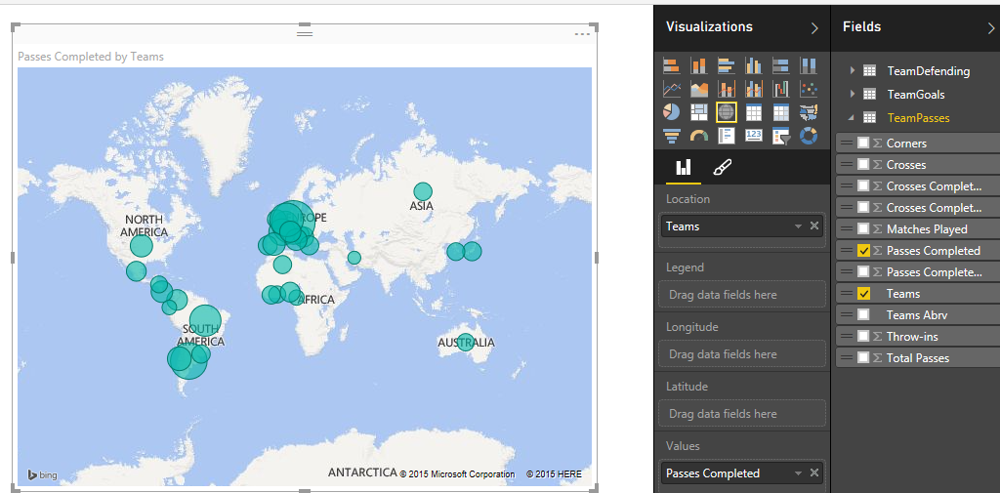 Passes Completed by Teams
NORTH
AMERICA
ROPE
ASIA
AFRICA
SOUTH
AMERICA
AUSTRALIA
ANTARCTICA
bing
© 2015 Microsoft Corporation © 2015 HERE
Visualizations
123
Location
Teams
Legend
Drag data fields here
Longitude
Drag data fields here
Latitude
Drag data fields here
Values
Passes Completed
Fields
TeamDefending
TeamGoals
TeamPasses
Corners
Crosses
Crosses Complet...
Crosses Complet...
Matches Played
Passes Completed
Passes Complete...
Teams
Teams Abrv
Throw-ins
Total Passes